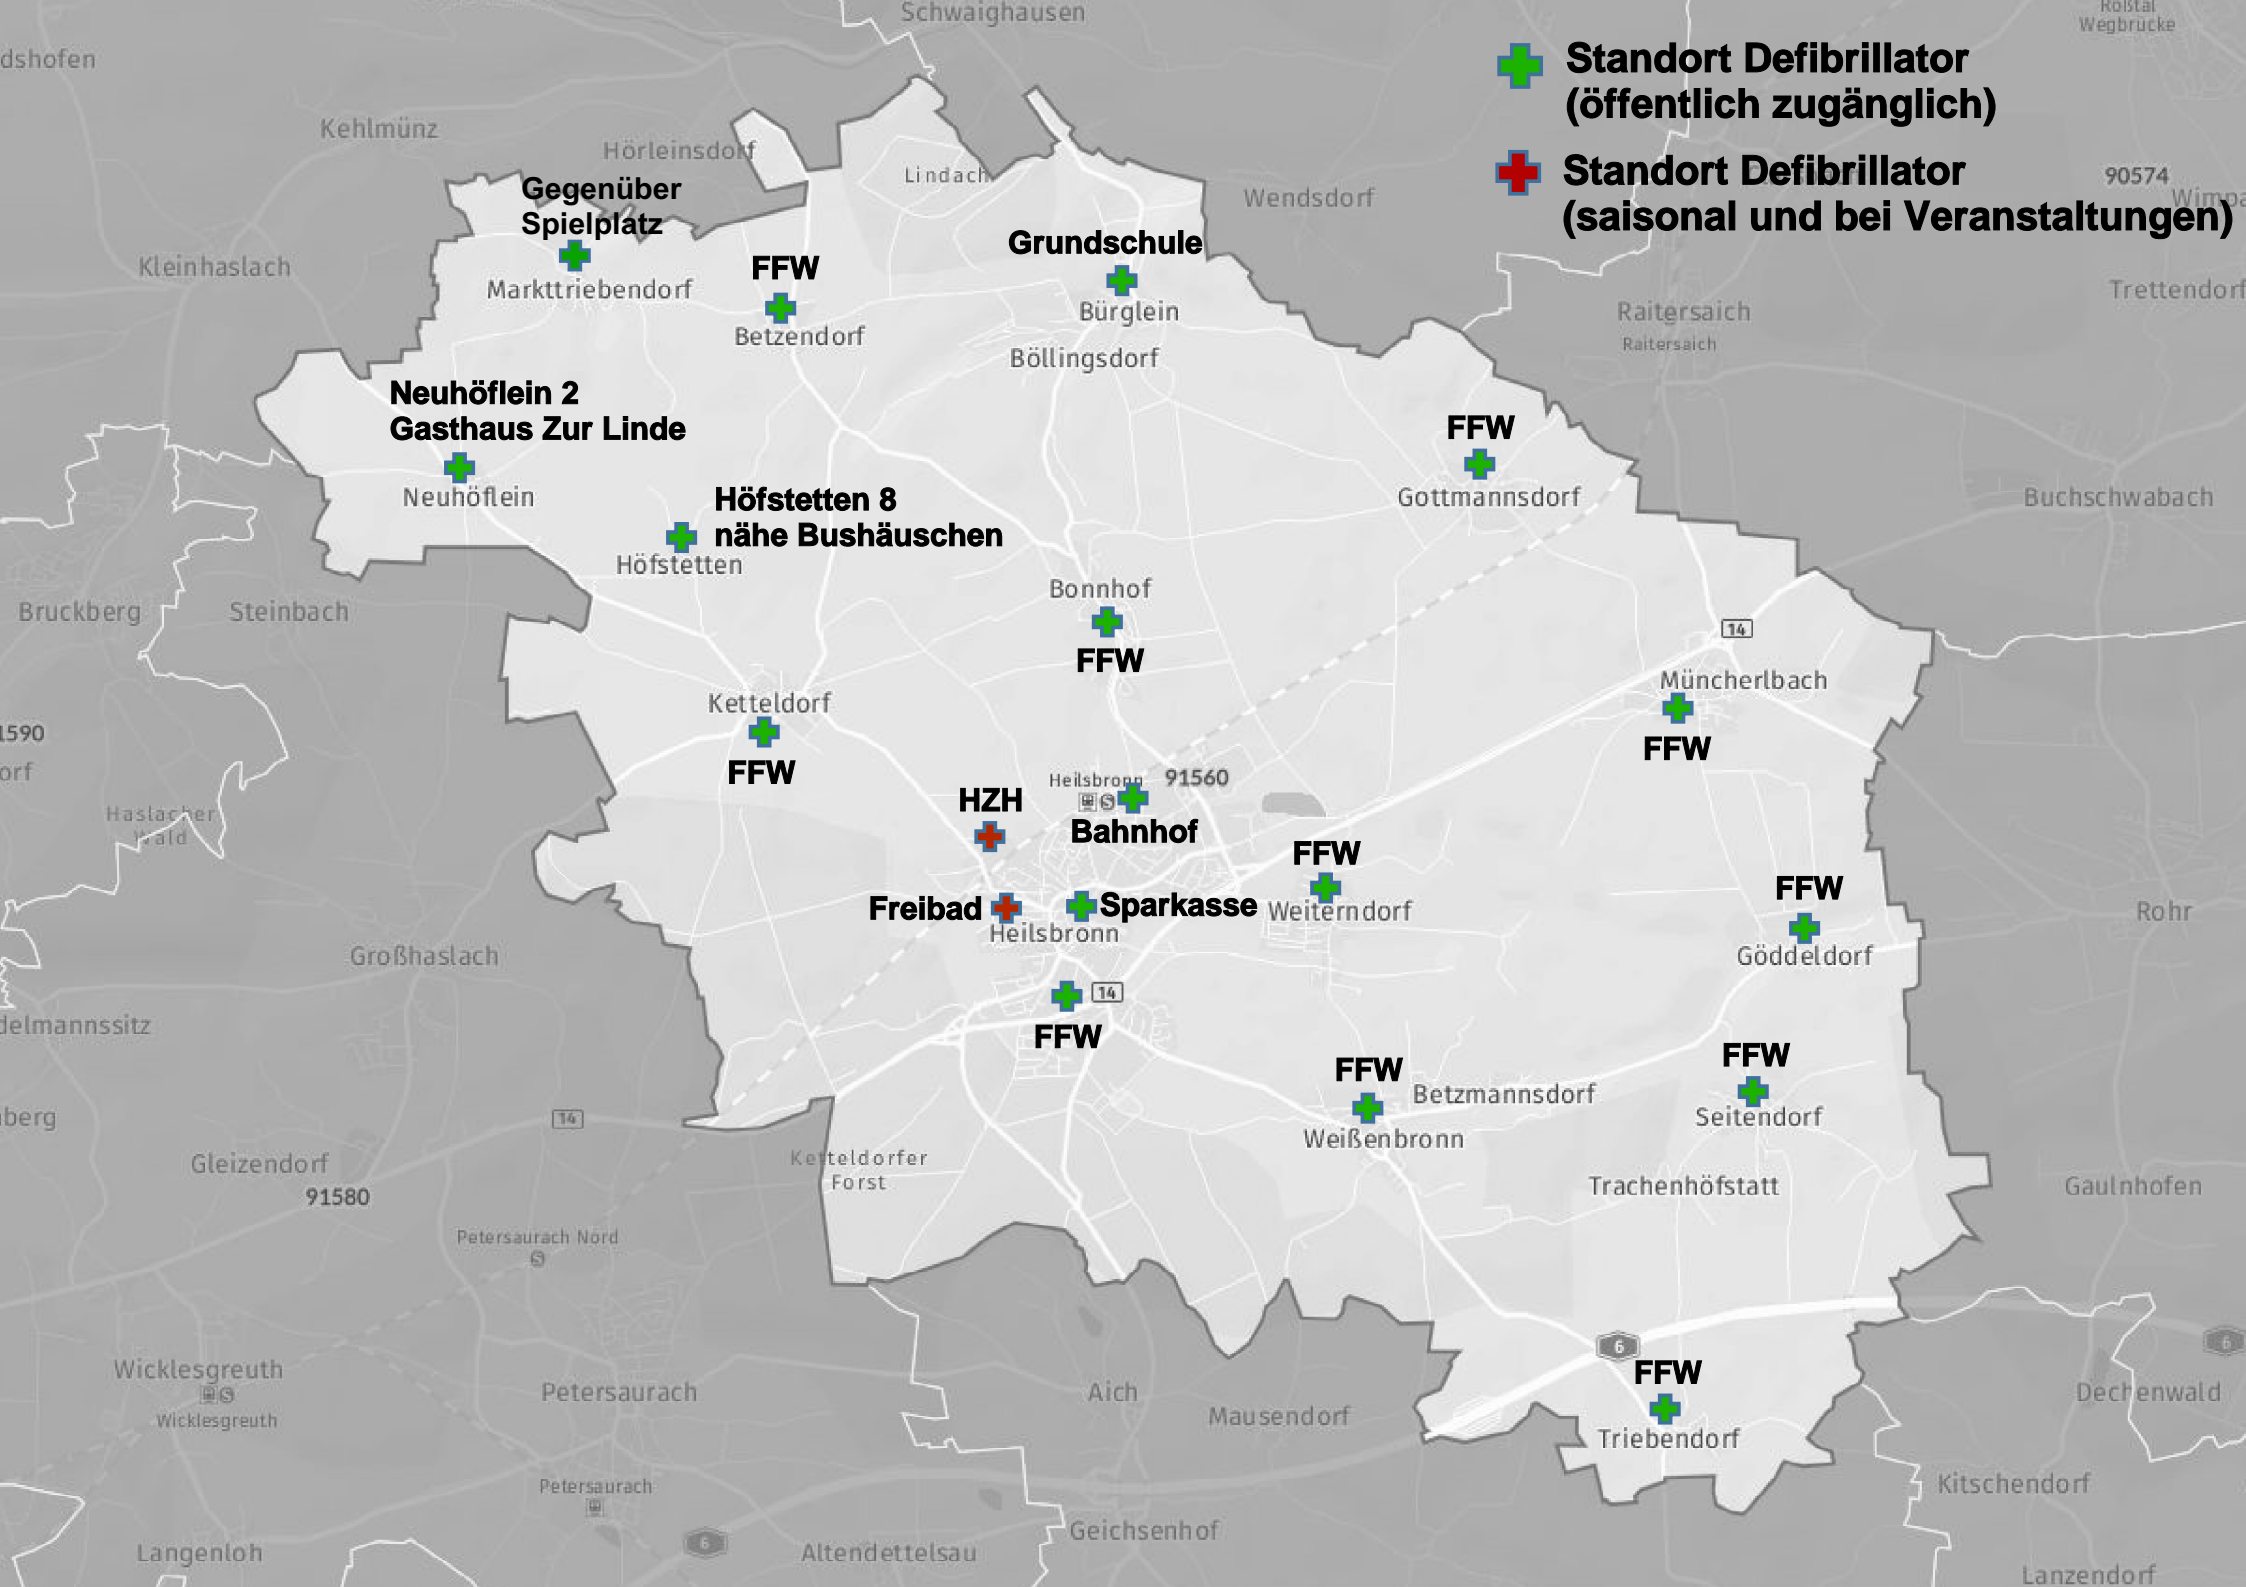 Schwaighausen
Roßtal
Wegbrücke
dshofen
Standort Defibrillator
(öffentlich zugänglich)
Kehlmünz
Hörleinsdorf
Lindach
Standort Defibrillator
(saisonal und bei Veranstaltungen)
90574
Wendsdorf
Gegenüber
Spielplatz
Grundschule
Kleinhaslach
FFW
Markttriebendorf
Trettendorf
Bürglein
Raitersaich
Betzendorf
Raitersaich
Böllingsdorf
Neuhöflein 2
Gasthaus Zur Linde
FFW
Neuhöflein
Gottmannsdorf
Buchschwabach
Höfstetten 8
nähe Bushäuschen
Höfstetten
Bonnhof
Bruckberg
Steinbach
14
FFW
Müncherlbach
Ketteldorf
1590
FFW
orf
FFW
Heilsbronn
91560
HZH
Haslacher
Wald
Bahnhof
FFW
FFW
Freibad
Sparkasse
Weiterndorf
Rohr
Heilsbronn
Großhaslach
Göddeldorf
14
delmannssitz
FFW
FFW
FFW
Betzmannsdorf
berg
14
Seitendorf
Weißenbronn
Ketteldorfer
Forst
Gleizendorf
91580
Trachenhöfstatt
Gaulnhofen
Petersaurach Nord
6
6
Wicklesgreuth
FFW
Petersaurach
Aich
Dechenwald
Wicklesgreuth
Mausendorf
Triebendorf
Petersaurach
Kitschendorf
Geichsenhof
6
Langenloh
Altendettelsau
Lanzendorf